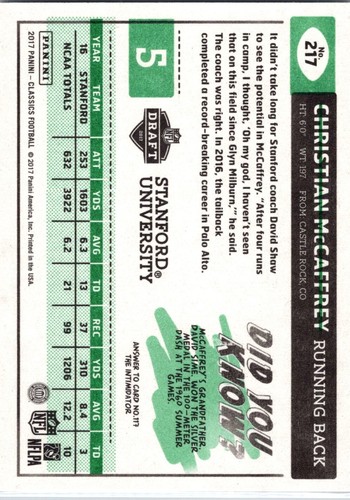 No.
217
CHRISTIAN McCAFFREY RUNNING BACK
HT: 6'0" WT: 197 FROM: CASTLE ROCK, CO
It didn't take long for Stanford coach David Shaw
to see the potential in McCaffrey. "After four runs
in camp, I thought, 'Oh my god, I haven't seen
that on this field since Glyn Milburn,'" he said.
The coach was right. In 2016, the tailback
completed a record-breaking career in Palo Alto.
DID YOU
KNOW?
McCAFFREY'S GRANDFATHER,
DAVID SIME, WON THE SILVER
MEDAL IN THE 100-METER
DASH AT THE 1960 SUMMER
GAMES.
ANSWER TO CARD NO. 117:
THE INTIMIDATOR
5
NFL
DRAFT
STANFORD®
UNIVERSITY
YEAR TEAM ATT YDS AVG TD REC YDS AVG TD
16 STANFORD 253 1603 6.3 13 37 310 8.4 3
NCAA TOTALS 632 3922 6.2 21 99 1206 12.2 10
PANINI
2017 PANINI - CLASSICS FOOTBALL © 2017 Panini America, Inc. Printed in the USA.
NFL
NFLPA